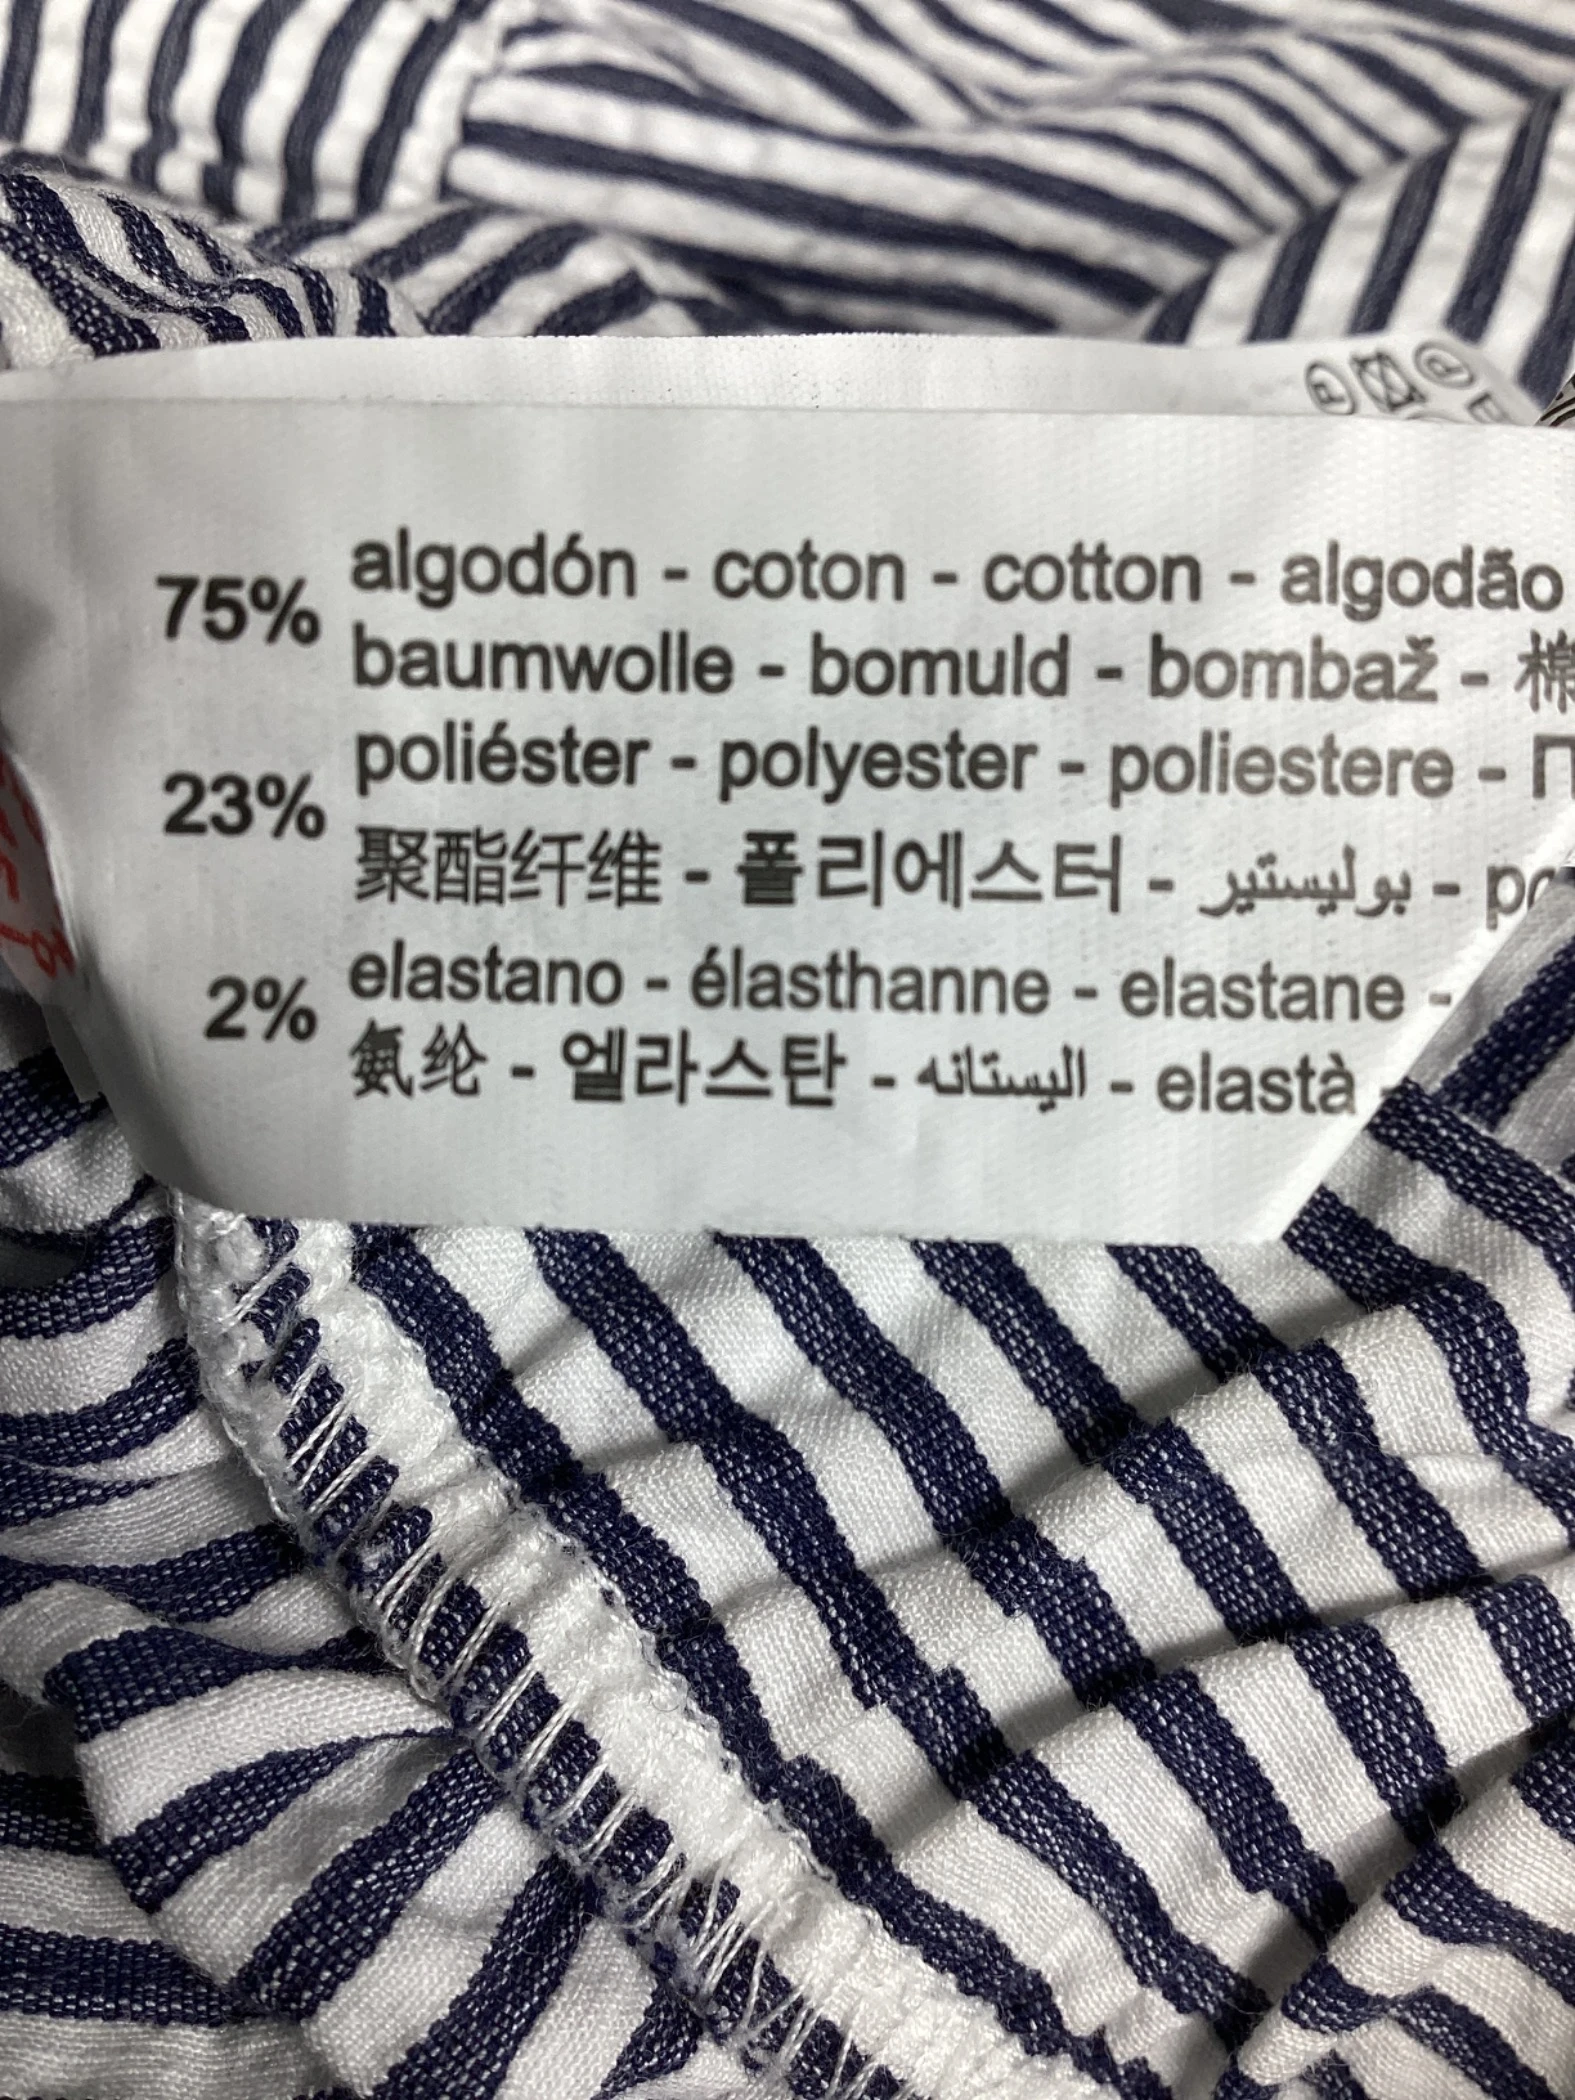 75% algodón - coton - cotton - algodão
baumwolle - bomuld - bombaž - 棉
23% poliéster - polyester - poliestere -
聚酯纤维 - 폴리에스터 - بوليستير -
2% elastano - élasthanne - elastane -
氨纶 - 엘라스탄 - اليستانه - elastà -